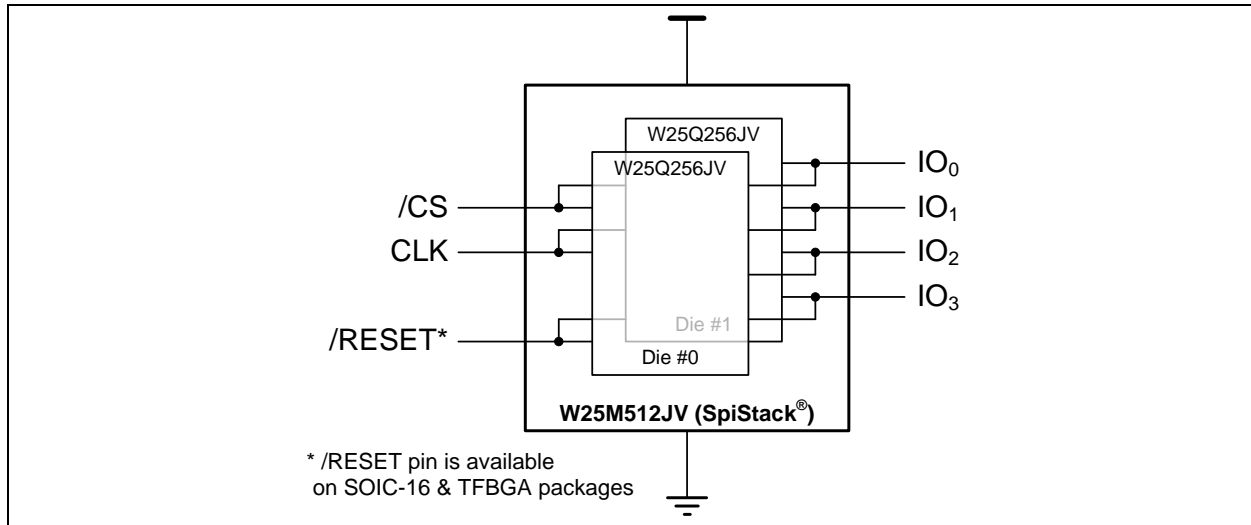 W25Q256JV
W25Q256JV
/CS
CLK
/RESET*
IO₀
IO₁
IO₂
IO₃
Die #1
Die #0
W25M512JV (SpiStack®)
* /RESET pin is available
on SOIC-16 & TFBGA packages